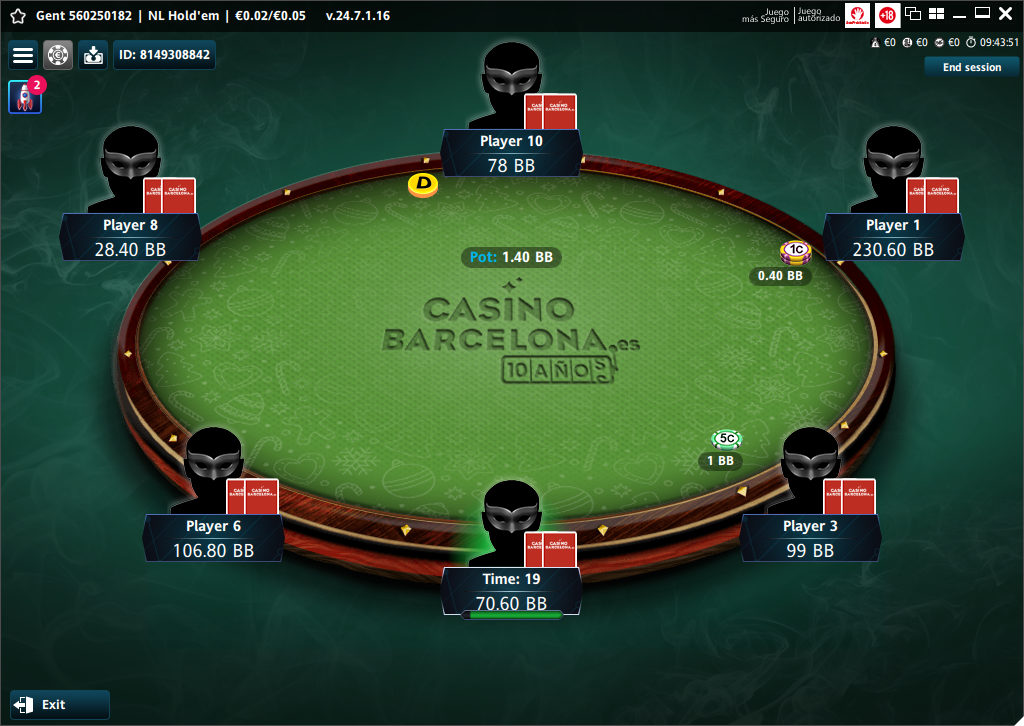 Gent 560250182 | NL Hold'em | €0.02/€0.05 v.24.7.1.16
Juego más Seguro
Juego autorizado
+18
€0 €0 €0 09:43:51
ID: 8149308842
End session
2
Player 10
78 BB
Player 8
28.40 BB
Player 1
230.60 BB
D
1C
0.40 BB
Pot: 1.40 BB
CASINO
BARCELONA.es
10 AÑOS
5C
1 BB
Player 6
106.80 BB
Player 3
99 BB
Time: 19
70.60 BB
Exit